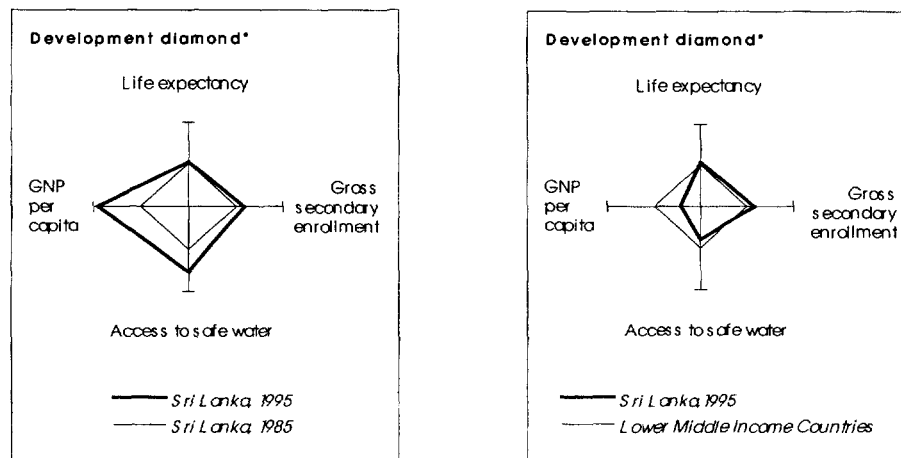 Development diamond*
Life expectancy
GNP
per
capita
Gross
secondary
enrollment
Access to safe water
Sri Lanka, 1995
Sri Lanka, 1985
Development diamond*
Life expectancy
GNP
per
capita
Gross
secondary
enrollment
Access to safe water
Sri Lanka, 1995
Lower Middle Income Countries